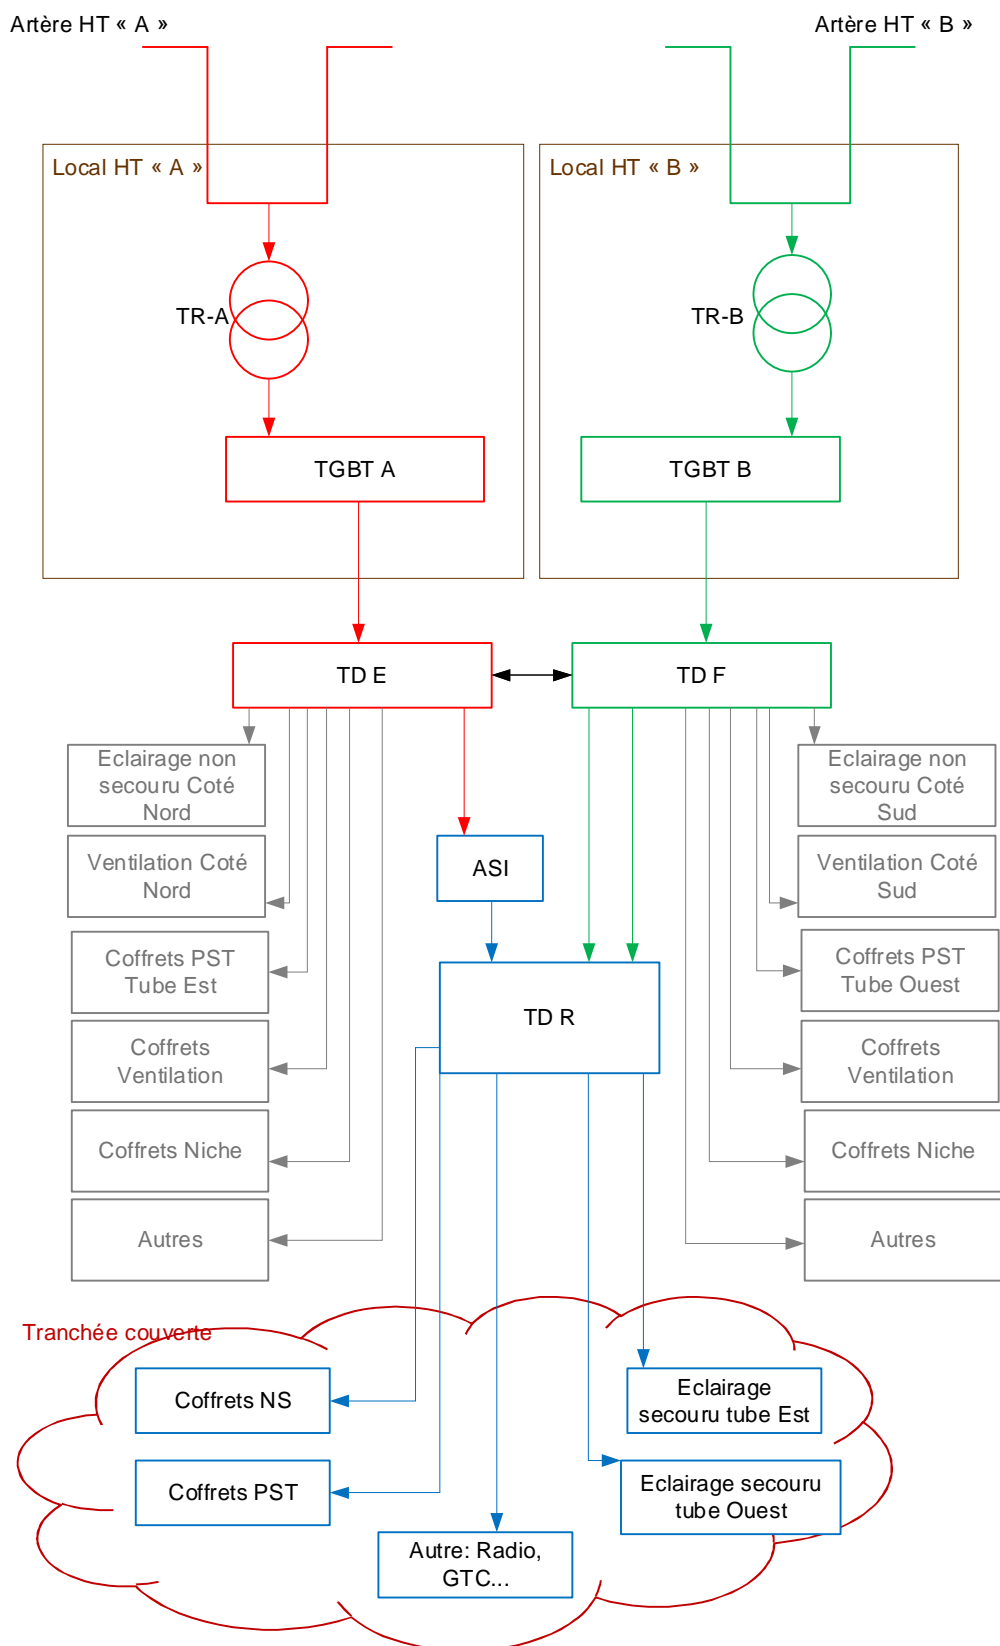 Artère HT « A »
Artère HT « B »
Local HT « A »
Local HT « B »
TR-A
TR-B
TGBT A
TGBT B
TD E
TD F
Eclairage non
secouru Coté
Nord
Eclairage non
secouru Coté
Sud
Ventilation Coté
Nord
ASI
Ventilation Coté
Sud
Coffrets PST
Tube Est
Coffrets PST
Tube Ouest
TD R
Coffrets
Ventilation
Coffrets
Ventilation
Coffrets Niche
Coffrets Niche
Autres
Autres
Tranchée couverte
Coffrets NS
Eclairage
secouru tube Est
Coffrets PST
Eclairage secouru
tube Ouest
Autre: Radio,
GTC...